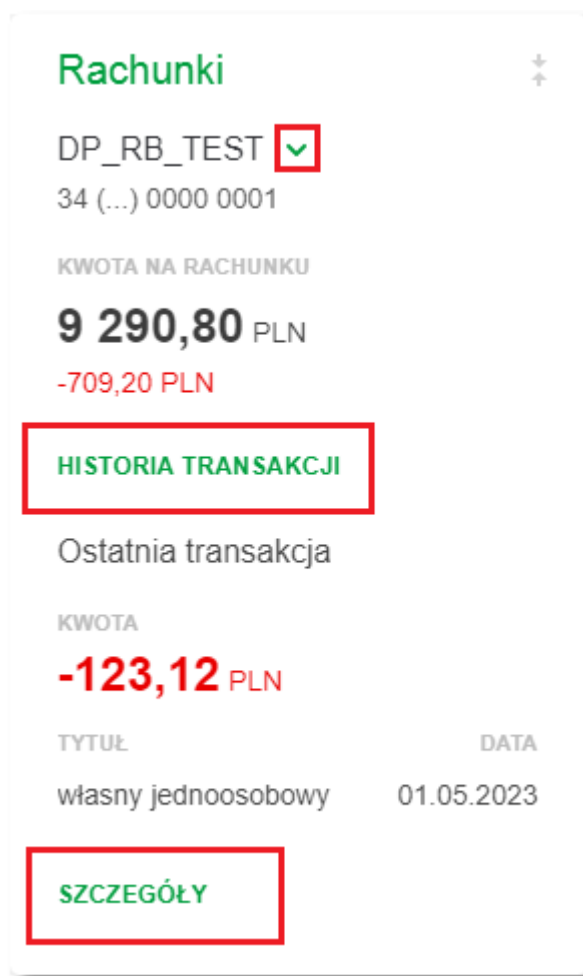 Rachunki
DP_RB_TEST
34 (...) 0000 0001
KWOTA NA RACHUNKU
9 290,80 PLN
-709,20 PLN
HISTORIA TRANSAKCJI
Ostatnia transakcja
KWOTA
-123,12 PLN
TYTUŁ DATA
własny jednoosobowy 01.05.2023
SZCZEGÓŁY